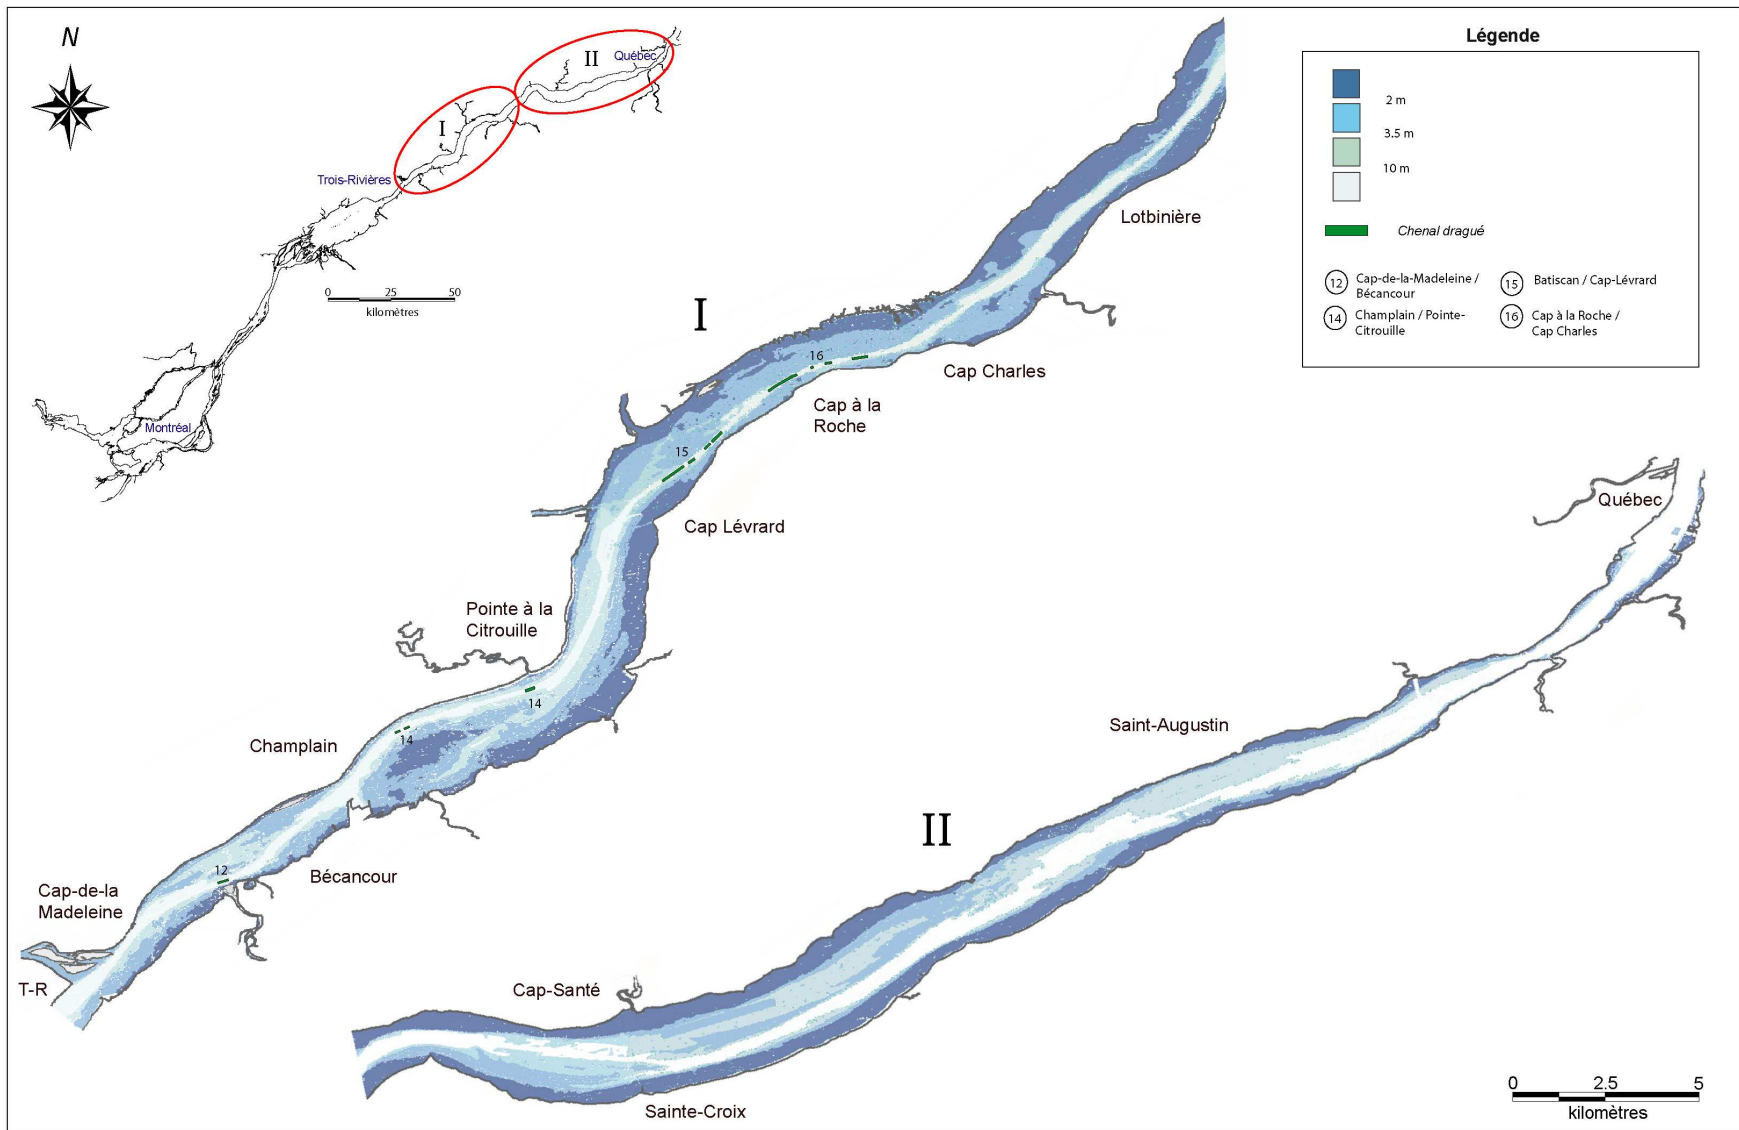 N
II
Québec
I
Trois-Rivières
0 25 50
kilomètres
Montréal
Légende
2 m
3.5 m
10 m
Chenal dragué
12 Cap-de-la-Madeleine /
Bécancour
14 Champlain / Pointe-
Citrouille
15 Batiscan / Cap-Lévrard
16 Cap à la Roche /
Cap Charles
I
Lotbinière
16
Cap Charles
Cap à la
Roche
15
Cap Lévrard
Pointe à la
Citrouille
14
14
Champlain
12
Bécancour
Cap-de-la
Madeleine
T-R
II
Québec
Saint-Augustin
Cap-Santé
Sainte-Croix
0 2.5 5
kilomètres